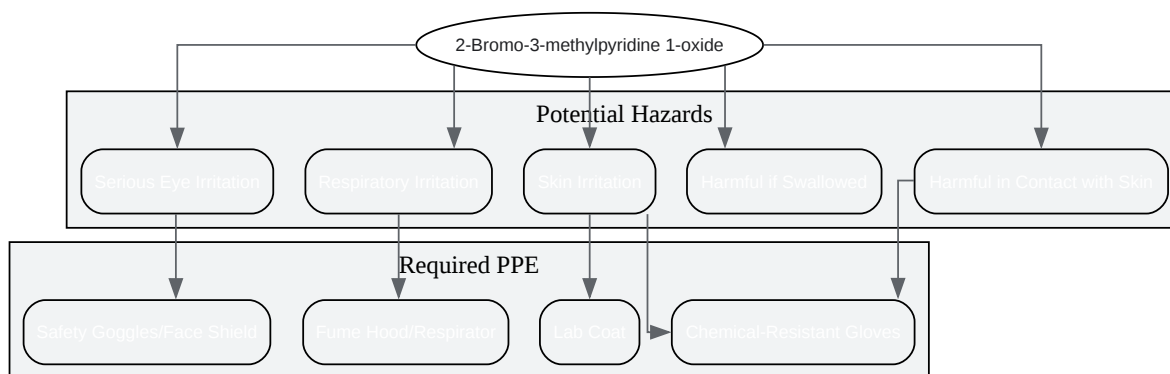 2-Bromo-3-methylpyridine 1-oxide
Potential Hazards
Serious Eye Irritation
Respiratory Irritation
Skin Irritation
Harmful if Swallowed
Harmful in Contact with Skin
Required PPE
Safety Goggles/Face Shield
Fume Hood/Respirator
Lab Coat
Chemical-Resistant Gloves